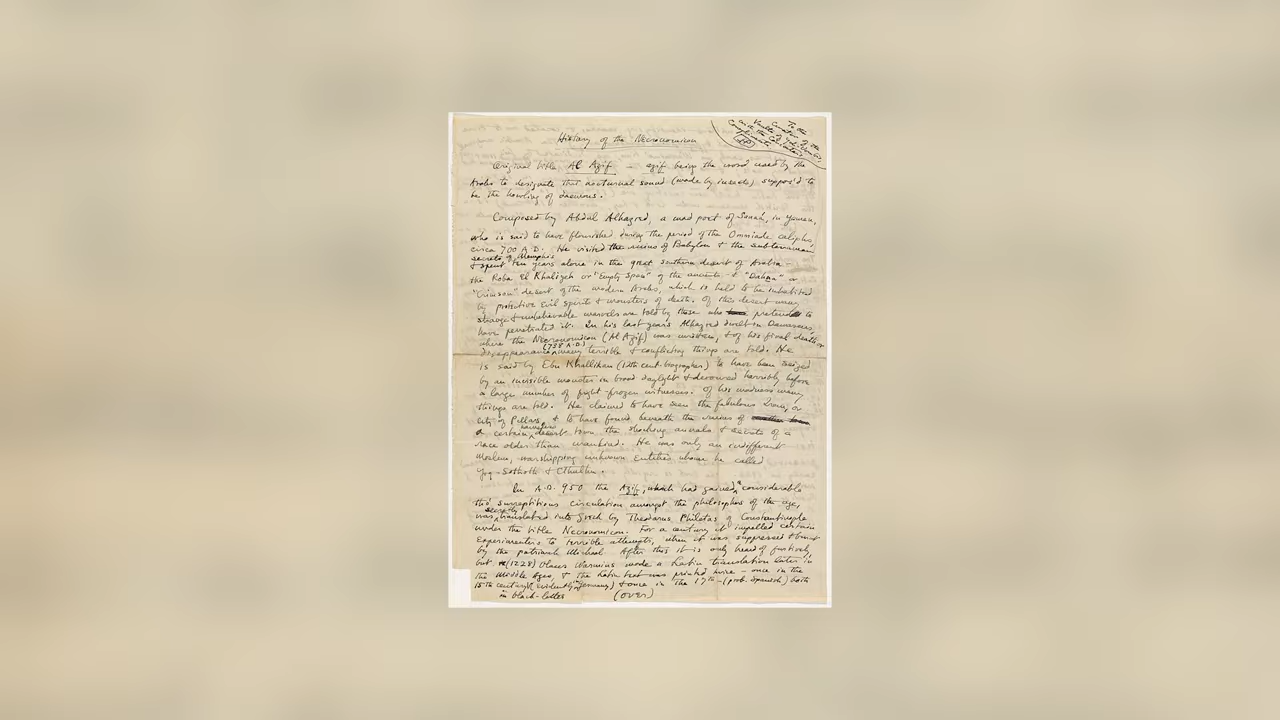 History of the Necronomicon
To the
Curator of the
Vaults of Yoh-
with the
Original title Al Azif — azif being the word used by the
Arabs to designate that nocturnal sound (made by insects) suppos'd to
be the howling of daemons.
Composed by Abdul Alhazred, a mad poet of Sanaá, in Yemen,
who is said to have flourished during the period of the Ommiade caliphs,
circa 700 A.D. He visited the ruins of Babylon & the subterranean
secrets of Memphis
& spent ten years alone in the great southern desert of Arabia —
the Roba El Khaliyeh or "Empty Space" of the ancients & "Dahna" or
"Crimson" desert of the modern Arabs, which is held to be inhabited
by protective evil spirits & monsters of death. Of this desert many
strange & unbelievable marvels are told by those who pretend to
have penetrated it. In his last years Alhazred dwelt in Damascus,
where the Necronomicon (Al Azif) was written, & of his final death or
disappearance (738 A.D.) many terrible & conflicting things are told. He
is said by Ebn Khallikan (12th cent. biographer) to have been seized
by an invisible monster in broad daylight & devoured horribly before
a large number of fright-frozen witnesses. Of his madness many
things are told. He claimed to have seen the fabulous Irem, or
City of Pillars, & to have found beneath the ruins of
a certain nameless desert town the shocking annals & secrets of a
race older than mankind. He was only an indifferent
Moslem, worshipping unknown Entities whom he called
Yog-Sothoth & Cthulhu.
In A.D. 950 the Azif, which had gained a considerable
tho' surreptitious circulation amongst the philosophers of the age,
was secretly translated into Greek by Theodorus Philetas of Constantinople
under the title Necronomicon. For a century it impelled certain
experimenters to terrible attempts, when it was suppressed & burnt
by the patriarch Michael. After this it is only heard of furtively,
but (1228) Olaus Wormius made a Latin translation later in
the Middle Ages, & the Latin text was printed twice — once in the
15th century (evidently in Germany) & once in the 17th — (prob. Spanish) both
in black-letter
(over)